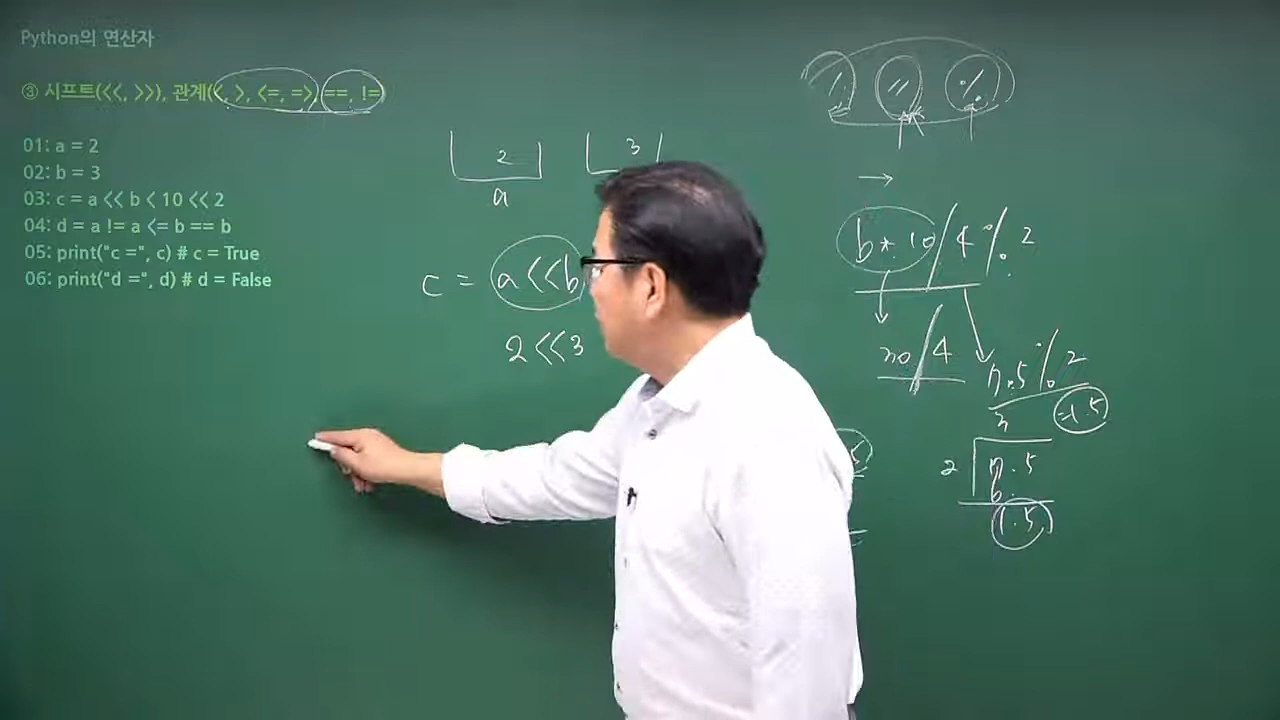 Python의 연산자
③ 시프트(<<, >>), 관계(<, >, <=, =>, ==, !=)
01: a = 2
02: b = 3
03: c = a << b < 10 << 2
04: d = a != a <= b == b
05: print("c =", c) # c = True
06: print("d =", d) # d = False
2 3
a
c = a<<b
2<<3
/ // %
→
b * 10 / 4 % 2
/ 4
7.5 % 2
=1.5
3
2 7.5
6.
1.5